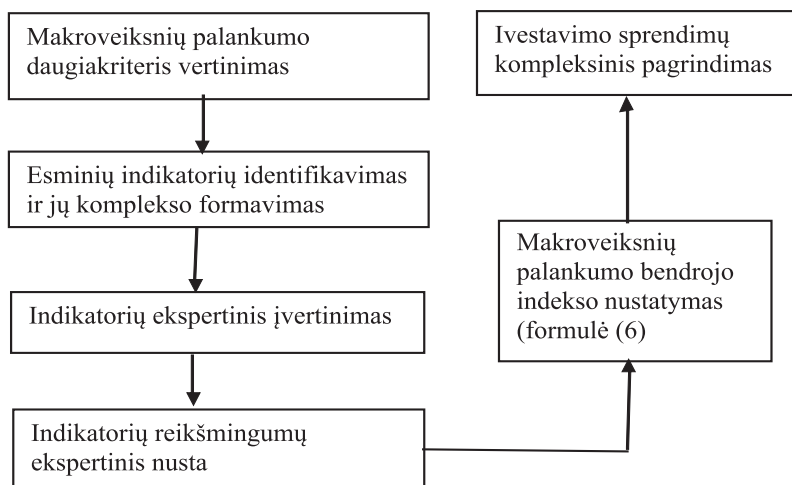 Makroveiksnių palankumo
daugiakriteris vertinimas
Esminių indikatorių identifikavimas
ir jų komplekso formavimas
Indikatorių ekspertinis įvertinimas
Indikatorių reikšmingumų
ekspertinis nusta
Makroveiksnių
palankumo bendrojo
indekso nustatymas
(formulė (6)
Ivestavimo sprendimų
kompleksinis pagrindimas